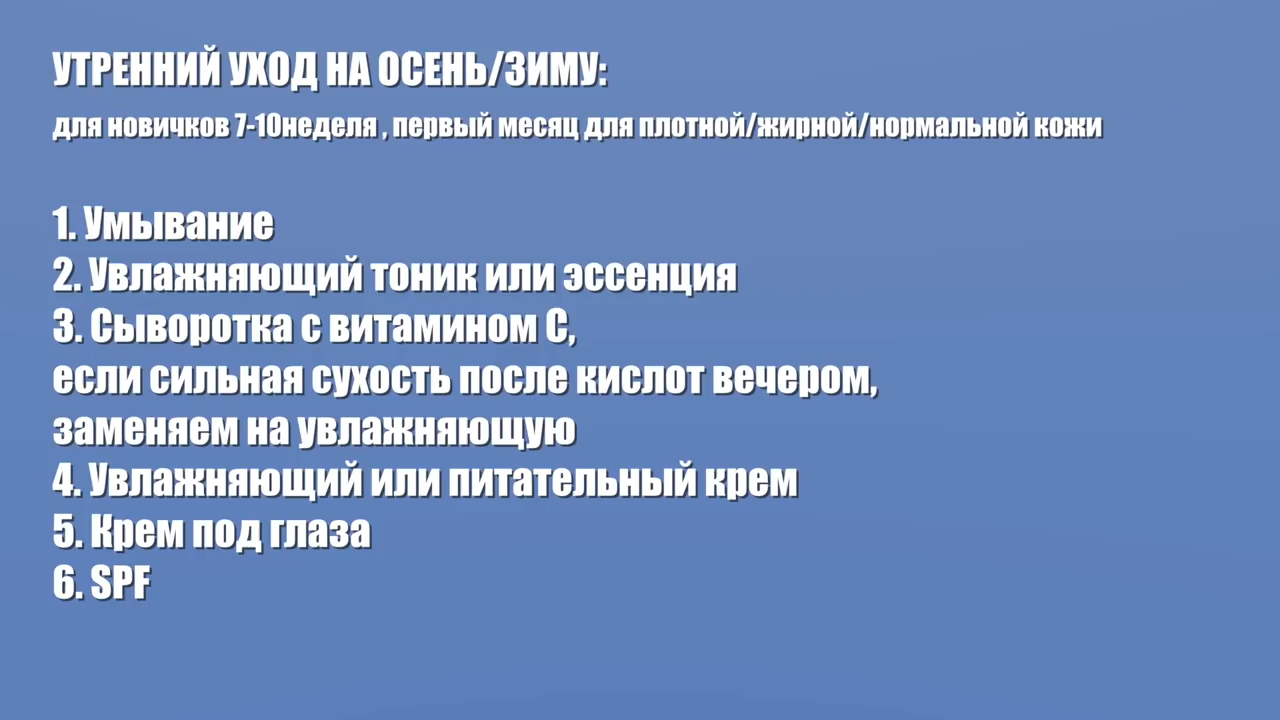 УТРЕННИЙ УХОД НА ОСЕНЬ/ЗИМУ:
для новичков 7-10неделя , первый месяц для плотной/жирной/нормальной кожи
1. Умывание
2. Увлажняющий тоник или эссенция
3. Сыворотка с витамином С,
если сильная сухость после кислот вечером,
заменяем на увлажняющую
4. Увлажняющий или питательный крем
5. Крем под глаза
6. SPF